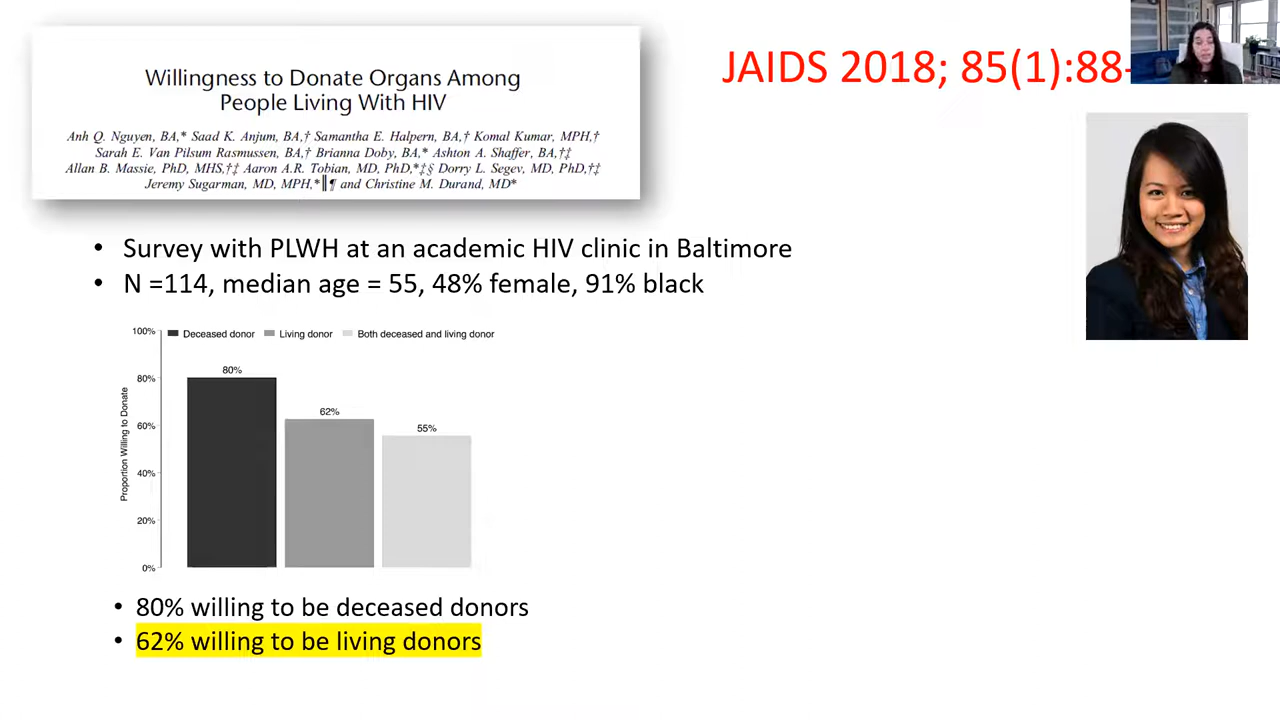 Willingness to Donate Organs Among
People Living With HIV
Anh Q. Nguyen, BA,* Saad K. Anjum, BA,† Samantha E. Halpern, BA,† Komal Kumar, MPH,†
Sarah E. Van Pilsum Rasmussen, BA,† Brianna Doby, BA,* Ashton A. Shaffer, BA,†‡
Allan B. Massie, PhD, MHS,†‡ Aaron A.R. Tobian, MD, PhD,*‡§ Dorry L. Segev, MD, PhD,†‡
Jeremy Sugarman, MD, MPH,*║¶ and Christine M. Durand, MD*
JAIDS 2018; 85(1):88-
• Survey with PLWH at an academic HIV clinic in Baltimore
• N =114, median age = 55, 48% female, 91% black
Deceased donor Living donor Both deceased and living donor
Proportion Willing to Donate
100%
80%
60%
40%
20%
0%
80%
62%
55%
• 80% willing to be deceased donors
• 62% willing to be living donors